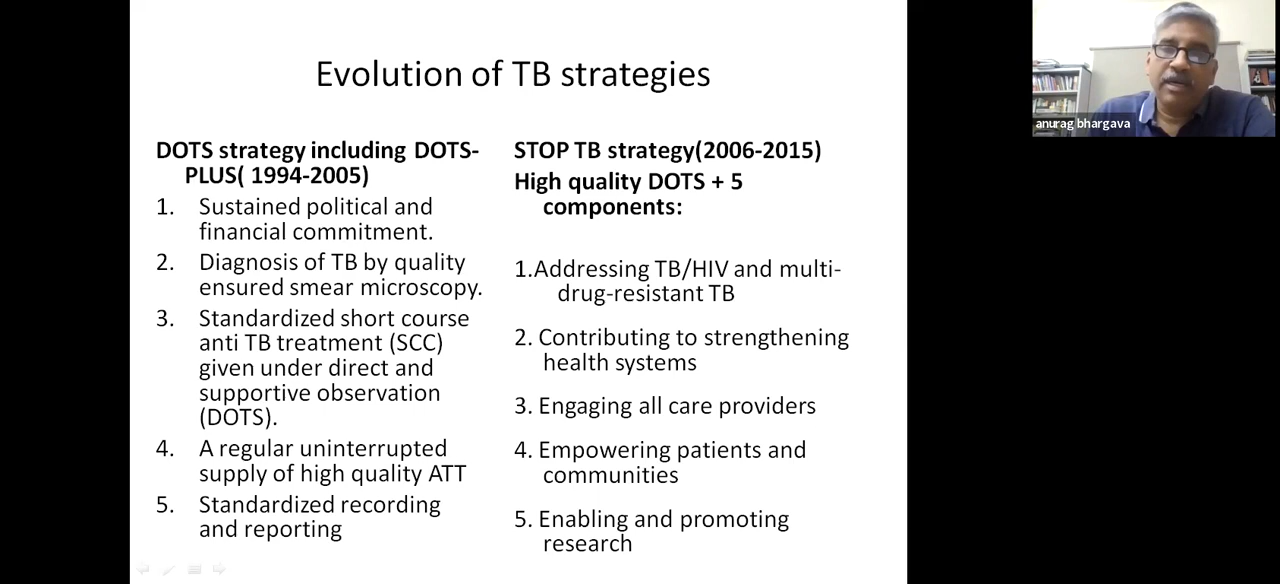 Evolution of TB strategies
DOTS strategy including DOTS-
PLUS( 1994-2005)
1. Sustained political and
financial commitment.
2. Diagnosis of TB by quality
ensured smear microscopy.
3. Standardized short course
anti TB treatment (SCC)
given under direct and
supportive observation
(DOTS).
4. A regular uninterrupted
supply of high quality ATT
5. Standardized recording
and reporting
STOP TB strategy(2006-2015)
High quality DOTS + 5
components:
1.Addressing TB/HIV and multi-
drug-resistant TB
2. Contributing to strengthening
health systems
3. Engaging all care providers
4. Empowering patients and
communities
5. Enabling and promoting
research
anurag bhargava